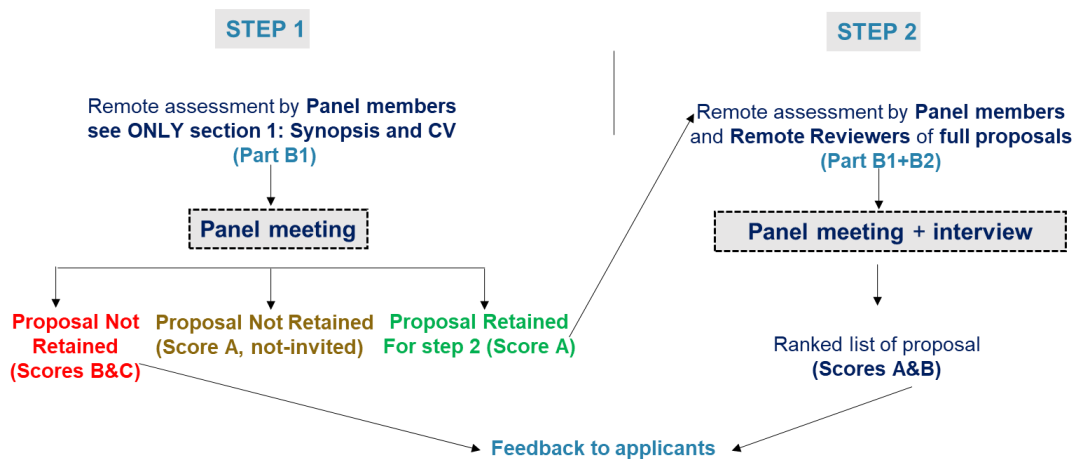 STEP 1
Remote assessment by Panel members
see ONLY section 1: Synopsis and CV
(Part B1)
Panel meeting
Proposal Not
Retained
(Scores B&C)
Proposal Not Retained
(Score A, not-invited)
Proposal Retained
For step 2 (Score A)
STEP 2
Remote assessment by Panel members
and Remote Reviewers of full proposals
(Part B1+B2)
Panel meeting + interview
Ranked list of proposal
(Scores A&B)
Feedback to applicants